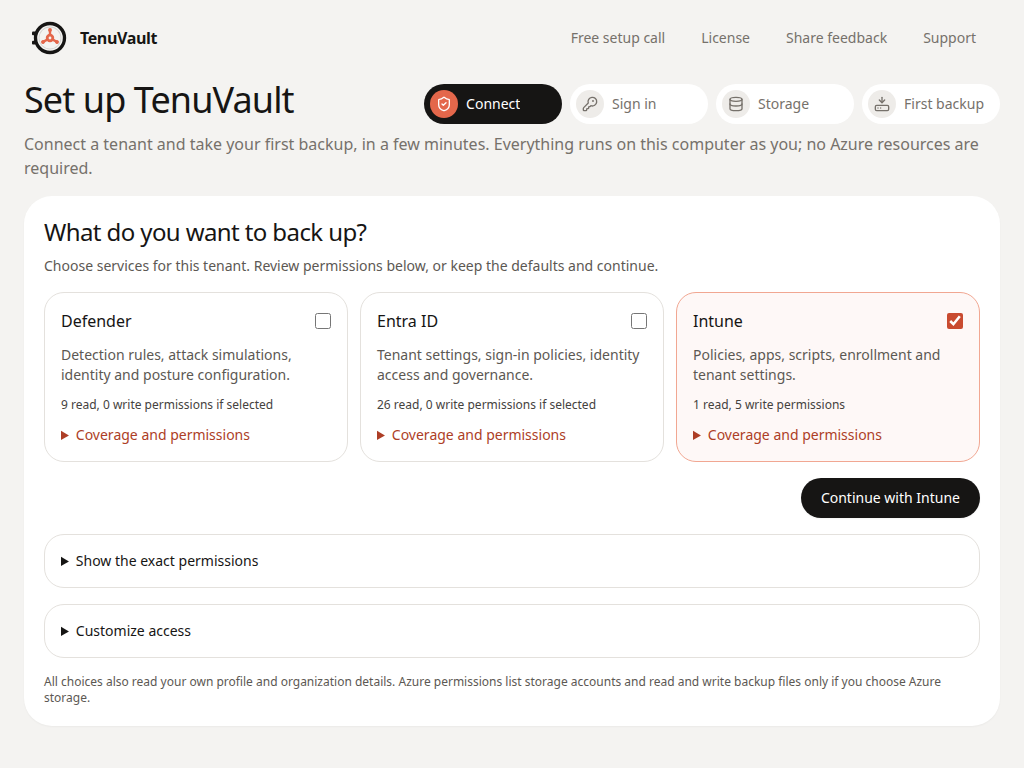 TenuVault
Free setup call
License
Share feedback
Support
Set up TenuVault
Connect
Sign in
Storage
First backup
Connect a tenant and take your first backup, in a few minutes. Everything runs on this computer as you; no Azure resources are
required.
What do you want to back up?
Choose services for this tenant. Review permissions below, or keep the defaults and continue.
Defender
Detection rules, attack simulations,
identity and posture configuration.
9 read, 0 write permissions if selected
Coverage and permissions
Entra ID
Tenant settings, sign-in policies, identity
access and governance.
26 read, 0 write permissions if selected
Coverage and permissions
Intune
Policies, apps, scripts, enrollment and
tenant settings.
1 read, 5 write permissions
Coverage and permissions
Continue with Intune
Show the exact permissions
Customize access
All choices also read your own profile and organization details. Azure permissions list storage accounts and read and write backup files only if you choose Azure
storage.